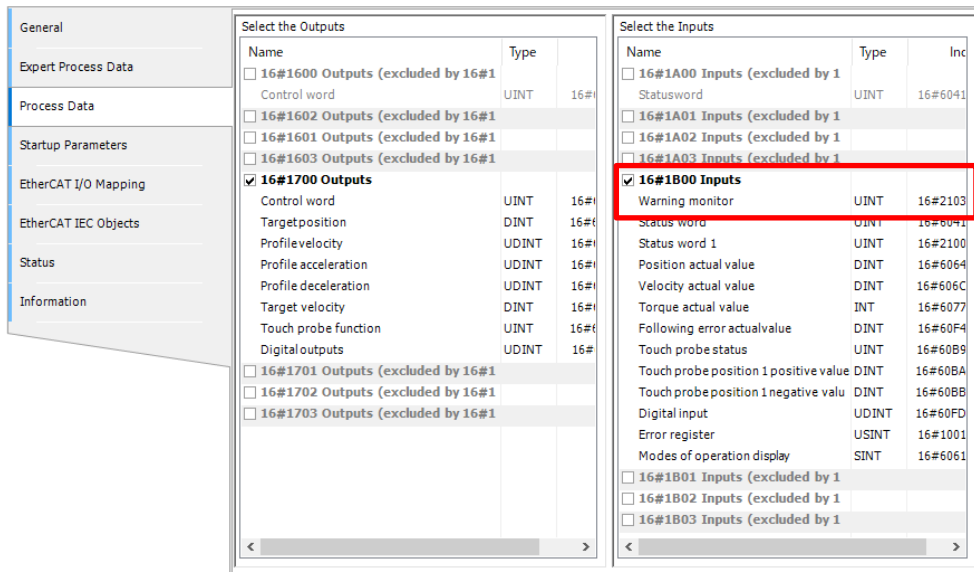 General
Expert Process Data
Process Data
Startup Parameters
EtherCAT I/O Mapping
EtherCAT IEC Objects
Status
Information
Select the Outputs
Name Type
16#1600 Outputs (excluded by 16#1
Control word UINT 16#
16#1602 Outputs (excluded by 16#1
16#1601 Outputs (excluded by 16#1
16#1603 Outputs (excluded by 16#1
16#1700 Outputs
Control word UINT 16#
Targetposition DINT 16#6
Profilevelocity UDINT 16#
Profile acceleration UDINT 16#
Profile deceleration UDINT 16#
Target velocity DINT 16#
Touch probe function UINT 16#6
Digitaloutputs UDINT 16#
16#1701 Outputs (excluded by 16#1
16#1702 Outputs (excluded by 16#1
16#1703 Outputs (excluded by 16#1
Select the Inputs
Name Type Inc
16#1A00 Inputs (excluded by 1
Statusword UINT 16#6041
16#1A01 Inputs (excluded by 1
16#1A02 Inputs (excluded by 1
16#1A03 Inputs (excluded by 1
16#1B00 Inputs
Warning monitor UINT 16#2103
Status word UINT 16#6041
Status word 1 UINT 16#2100
Position actual value DINT 16#6064
Velocity actual value DINT 16#606C
Torque actual value INT 16#6077
Following error actualvalue DINT 16#60F4
Touch probe status UINT 16#60B9
Touch probe position 1 positive value DINT 16#60BA
Touch probe position 1 negative valu DINT 16#60BB
Digital input UDINT 16#60FD
Error register USINT 16#1001
Modes of operation display SINT 16#6061
16#1B01 Inputs (excluded by 1
16#1B02 Inputs (excluded by 1
16#1B03 Inputs (excluded by 1